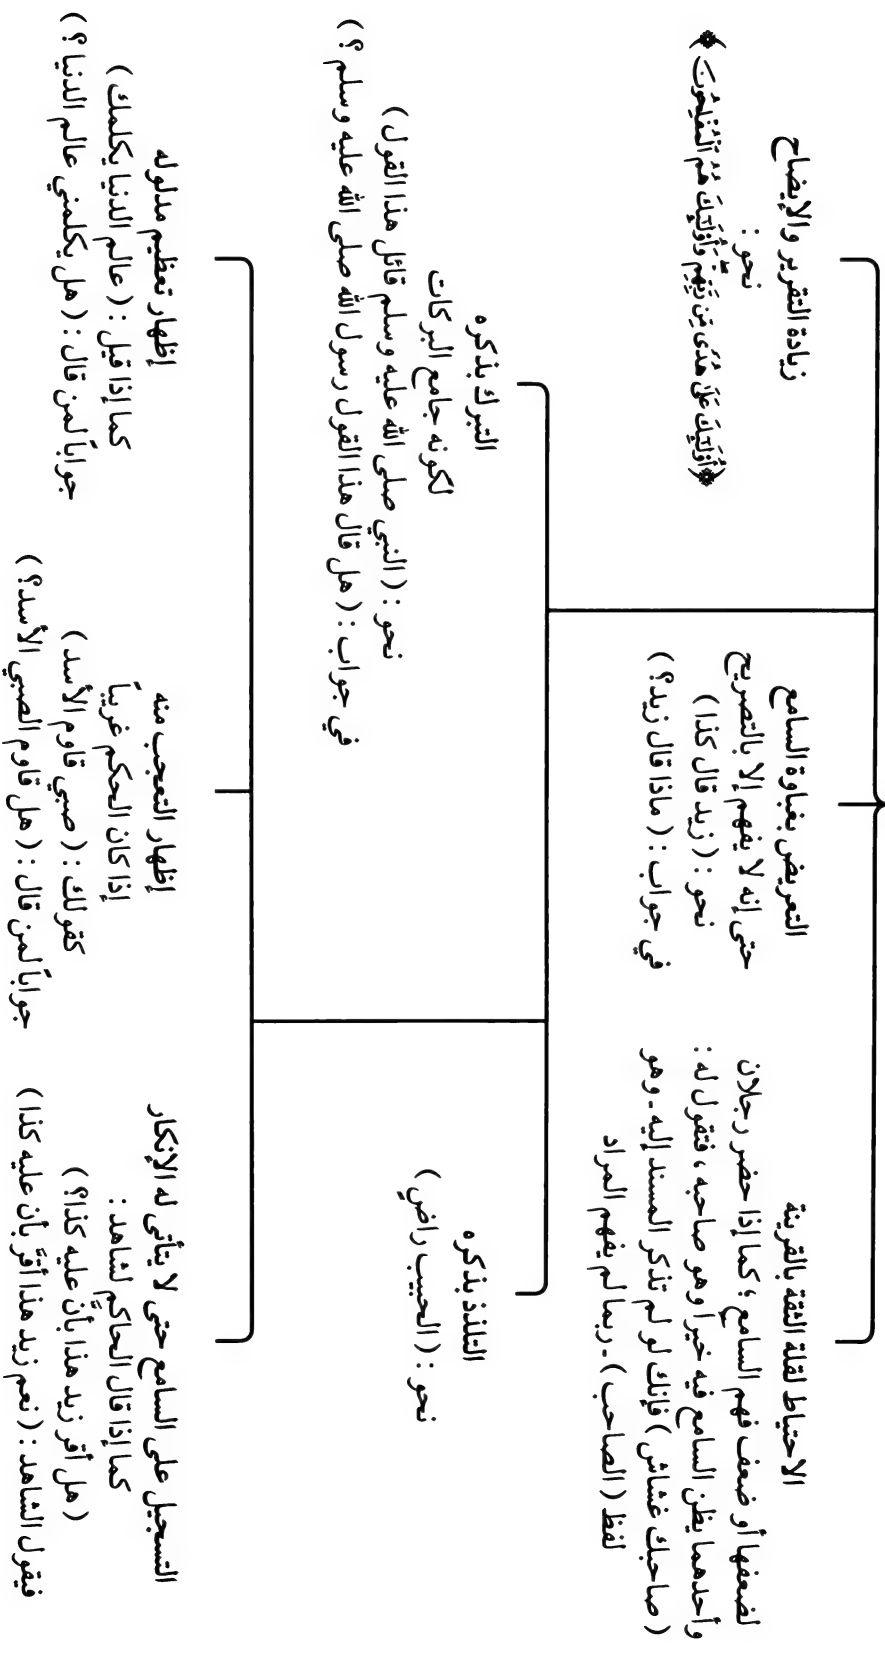 الاحتياط لقلة الثقة بالقرينة
لضعفها أو ضعف فهم السامع ؛ كما إذا حضر رجلان
وأحدهما يظن السامع فيه خيرا وهو صاحبه ، فتقول له :
( صاحبك غشاش ) فإنك لو لم تذكر المسند إليه - وهو
لفظ ( الصاحب ) - ربما لم يفهم المراد
التعريض بغباوة السامع
حتى إنه لا يفهم إلا بالتصريح
نحو : ( زيد قال كذا )
في جواب : ( ماذا قال زيد ؟ )
زيادة التقرير والإيضاح
نحو :
﴿ أُوْلَٰٓئِكَ عَلَىٰ هُدًى مِّن رَّبِّهِمْ ۖ وَأُوْلَٰٓئِكَ هُمُ ٱلْمُفْلِحُونَ ﴾
التلذذ بذكره
نحو : ( الحبيب راضٍ )
التبرك بذكره
لكونه جامع البركات
نحو : ( النبي صلى الله عليه وسلم قائل هذا القول )
في جواب : ( هل قال هذا القول رسول الله صلى الله عليه وسلم ؟ )
التسجيل على السامع حتى لا يتأتى له الإنكار
كما إذا قال الحاكم لشاهد :
( هل أقر زيد هذا بأنَّ عليه كذا؟ )
فيقول الشاهد : ( نعم زيد هذا أقرَّ بأن عليه كذا )
إظهار التعجب منه
إذا كان الحكم غريباً
كقولك : ( صبي قاوم الأسد )
جواباً لمن قال : ( هل قاوم الصبي الأسد؟ )
إظهار تعظيم مدلوله
كما إذا قيل : ( عالم الدنيا يكلمك )
جواباً لمن قال : ( هل يكلمني عالم الدنيا ؟ )